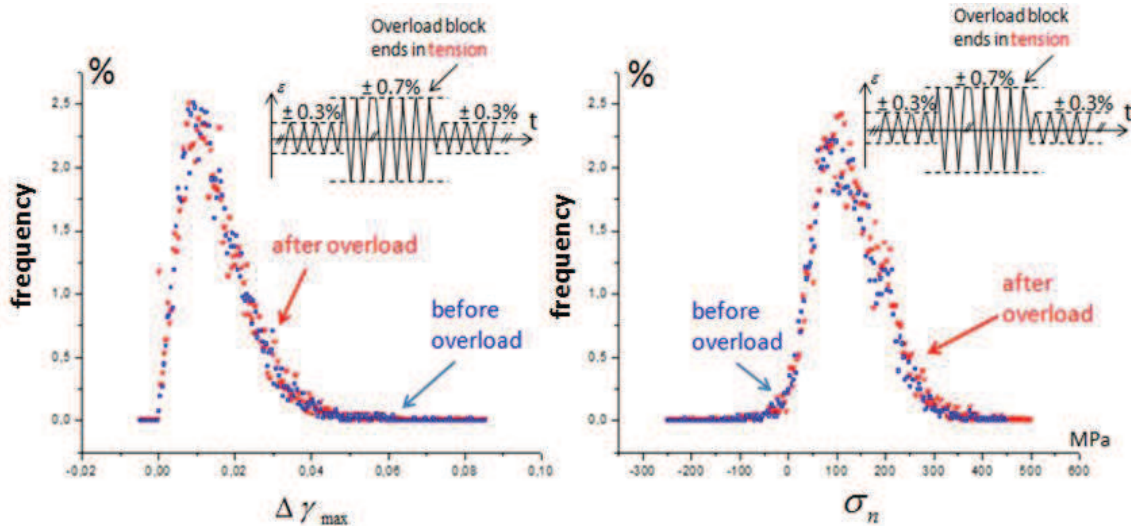 Overload block
ends in tension
%
ε
± 0.7%
± 0.3%
± 0.3%
t
2,5
2,0
1,5
1,0
0,5
0,0
frequency
after overload
before
overload
-0,02
0,00
0,02
0,04
0,06
0,08
0,10
Δ γ max
Overload block
ends in tension
%
ε
± 0.7%
± 0.3%
± 0.3%
t
2,5
2,0
1,5
1,0
0,5
0,0
frequency
before
overload
after
overload
MPa
-300
-200
-100
0
100
200
300
400
500
600
σn